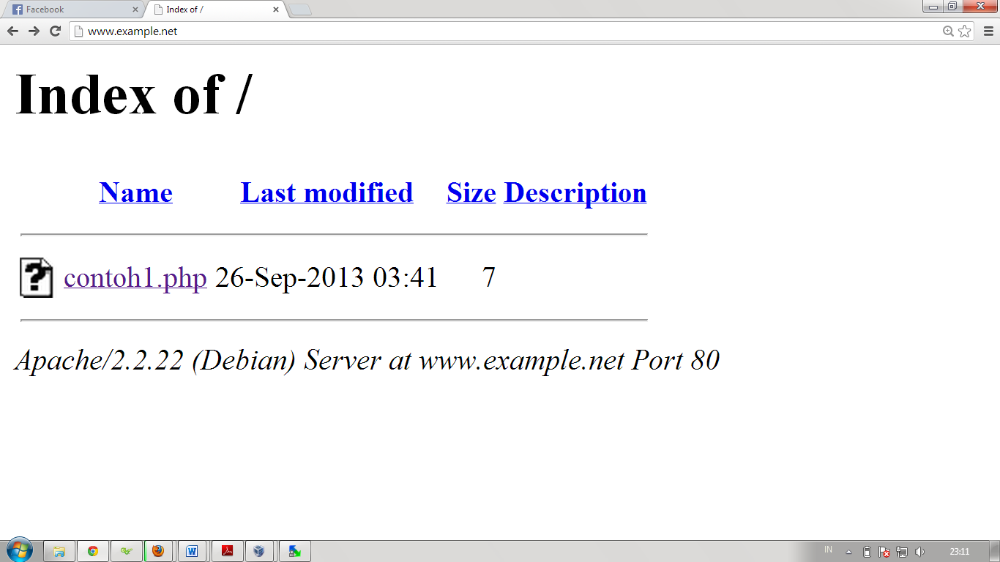 Facebook
Index of /
www.example.net
Index of /
Name Last modified Size Description
contoh1.php 26-Sep-2013 03:41 7
Apache/2.2.22 (Debian) Server at www.example.net Port 80
IN 23:11